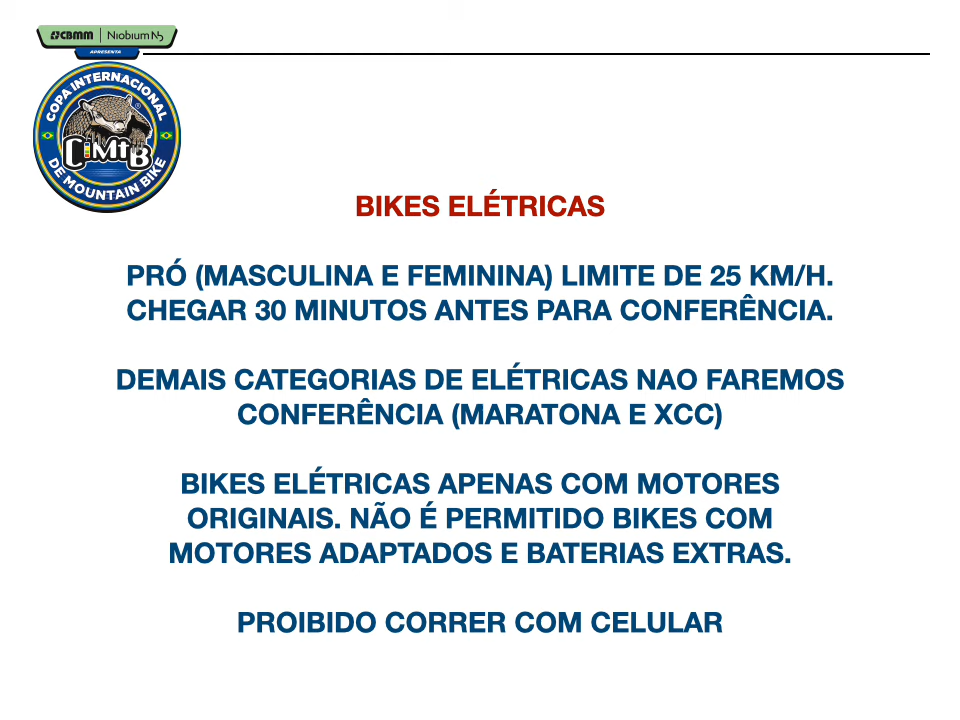 CBMM | Niobium N5
APRESENTA
COPA INTERNACIONAL
CiMTB
DE MOUNTAIN BIKE
BIKES ELÉTRICAS
PRÓ (MASCULINA E FEMININA) LIMITE DE 25 KM/H.
CHEGAR 30 MINUTOS ANTES PARA CONFERÊNCIA.
DEMAIS CATEGORIAS DE ELÉTRICAS NAO FAREMOS
CONFERÊNCIA (MARATONA E XCC)
BIKES ELÉTRICAS APENAS COM MOTORES
ORIGINAIS. NÃO É PERMITIDO BIKES COM
MOTORES ADAPTADOS E BATERIAS EXTRAS.
PROIBIDO CORRER COM CELULAR